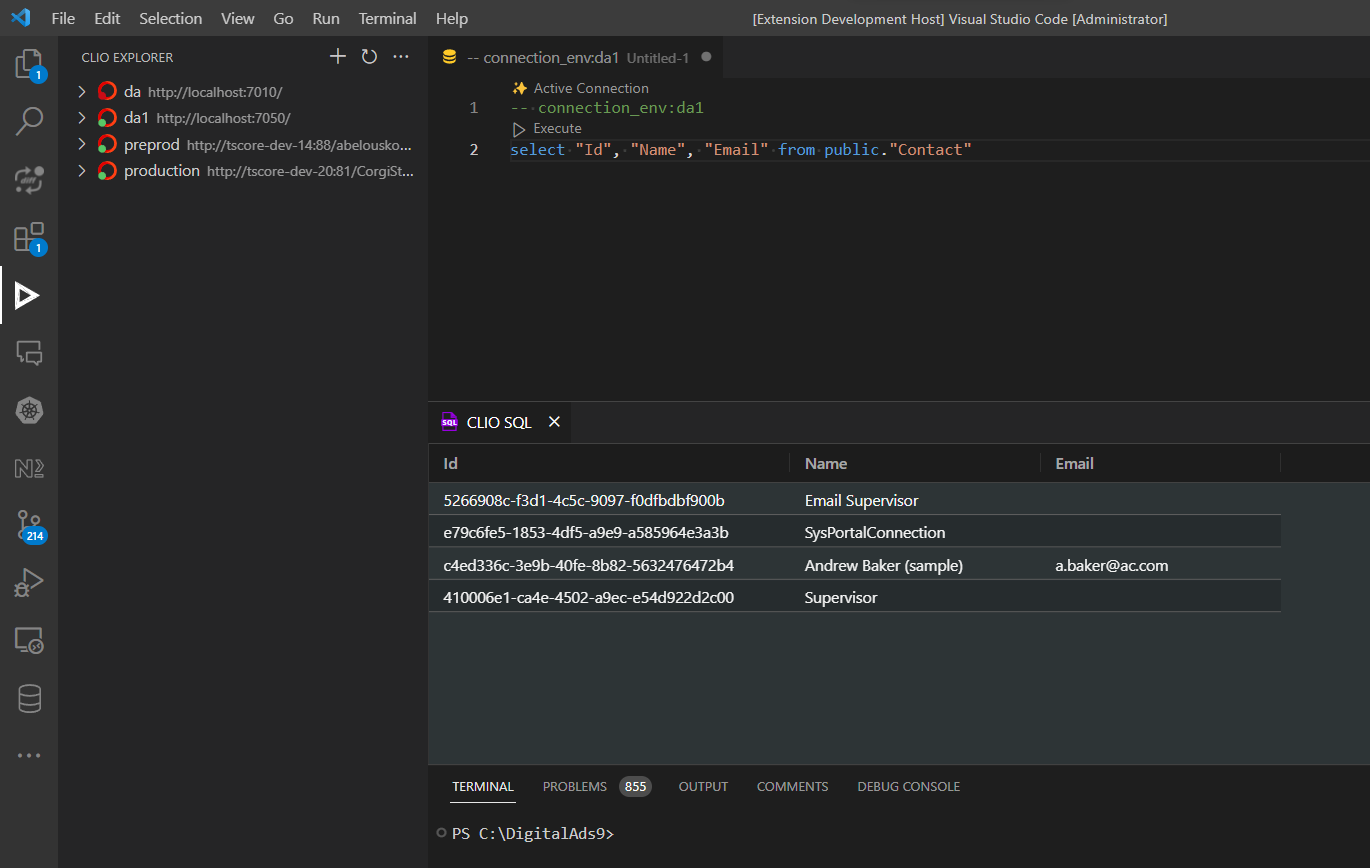 File Edit Selection View Go Run Terminal Help [Extension Development Host] Visual Studio Code [Administrator]
CLIO EXPLORER
da http://localhost:7010/
da1 http://localhost:7050/
preprod http://tscore-dev-14:88/abelousko...
production http://tscore-dev-20:81/CorgiSt...
1
1
214
-- connection_env:da1 Untitled-1
Active Connection
1 -- connection_env:da1
Execute
2 select "Id", "Name", "Email" from public."Contact"
SQL CLIO SQL
Id Name Email
5266908c-f3d1-4c5c-9097-f0dfbdbf900b Email Supervisor
e79c6fe5-1853-4df5-a9e9-a585964e3a3b SysPortalConnection
c4ed336c-3e9b-40fe-8b82-5632476472b4 Andrew Baker (sample) a.baker@ac.com
410006e1-ca4e-4502-a9ec-e54d922d2c00 Supervisor
TERMINAL PROBLEMS 855 OUTPUT COMMENTS DEBUG CONSOLE
PS C:\DigitalAds9>